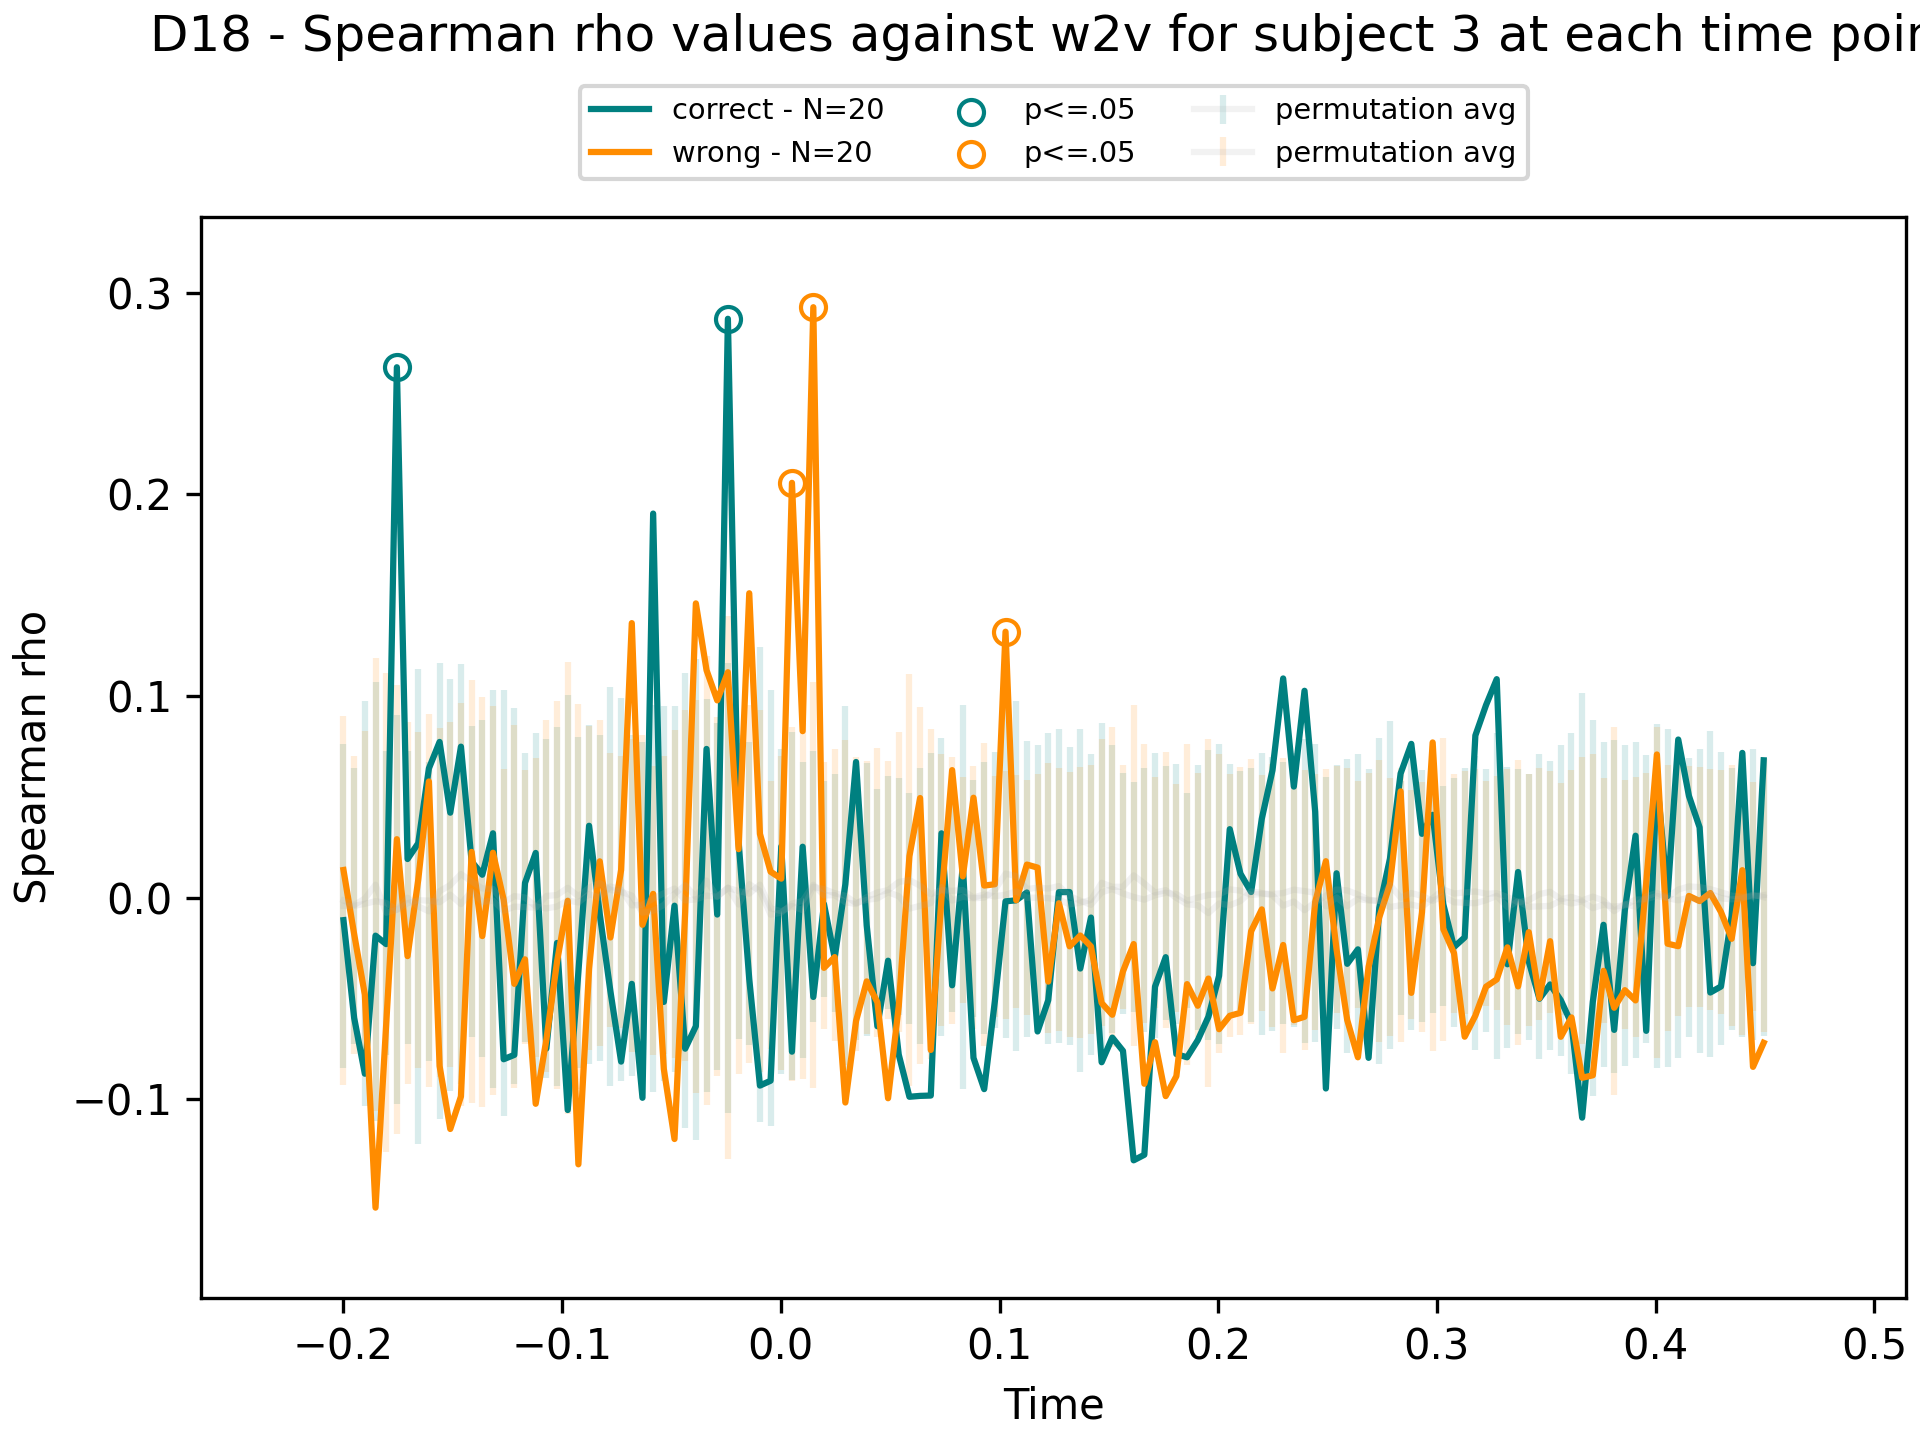 D18 - Spearman rho values against w2v for subject 3 at each time
correct - N=20
wrong - N=20
p<=.05
p<=.05
permutation avg
permutation avg
0.3
0.2
0.1
0.0
−0.1
Spearman rho
−0.2
−0.1
0.0
0.1
0.2
0.3
0.4
0.5
Time